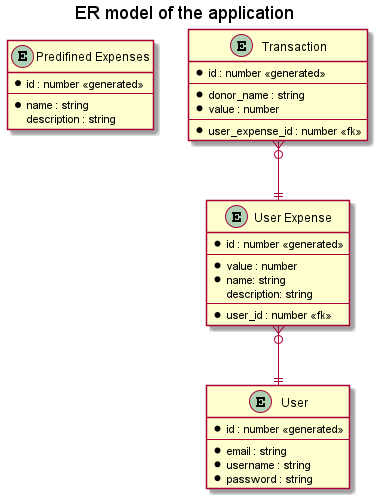 ER model of the application
E Predifined Expenses
id : number «generated»
name : string
description : string
E Transaction
id : number «generated»
donor_name : string
value : number
user_expense_id : number «fk»
E User Expense
id : number «generated»
value : number
name: string
description: string
user_id : number «fk»
E User
id : number «generated»
email : string
username : string
password : string